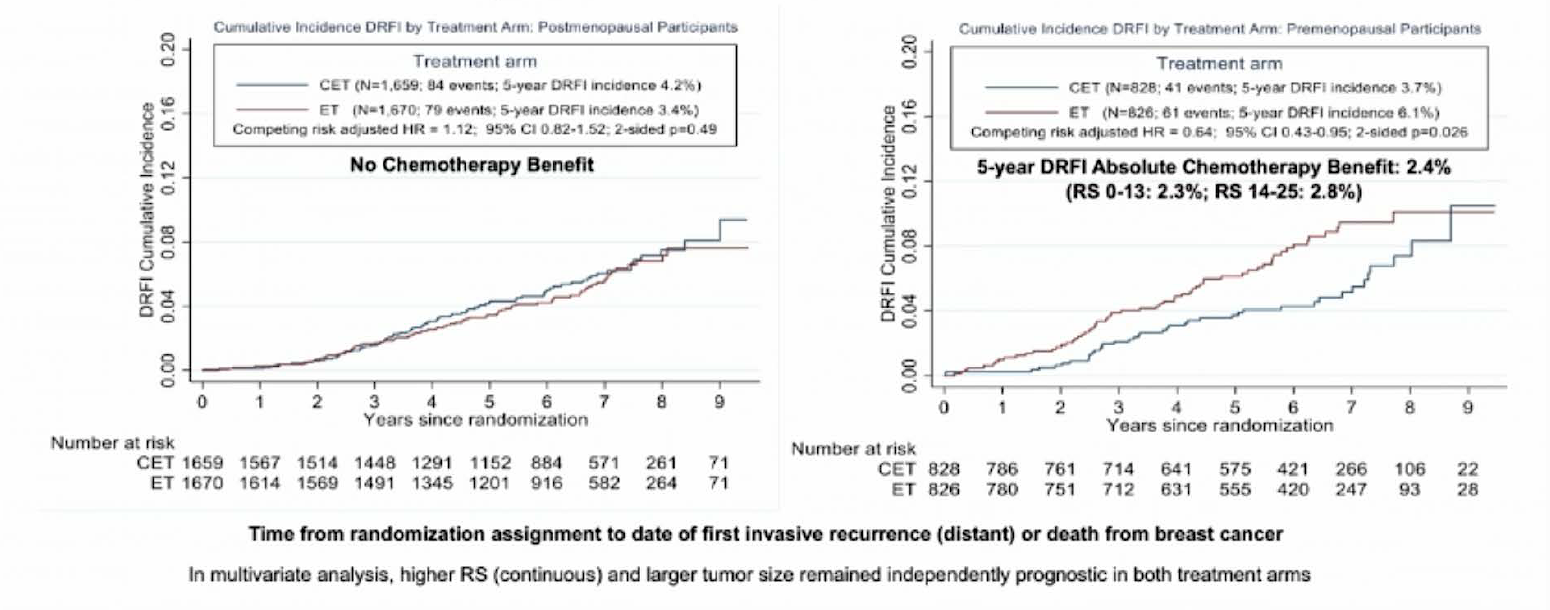 Cumulative Incidence DRFI by Treatment Arm: Postmenopausal Participants
Treatment arm
CET (N=1,659; 84 events; 5-year DRFI incidence 4.2%)
ET (N=1,670; 79 events; 5-year DRFI incidence 3.4%)
Competing risk adjusted HR = 1.12; 95% CI 0.82-1.52; 2-sided p=0.49
No Chemotherapy Benefit
DRFI Cumulative Incidence
0.20
0.16
0.12
0.08
0.04
0.00
0 1 2 3 4 5 6 7 8 9
Years since randomization
Number at risk
CET 1659 1567 1514 1448 1291 1152 884 571 261 71
ET 1670 1614 1569 1491 1345 1201 916 582 264 71
Cumulative Incidence DRFI by Treatment Arm: Premenopausal Participants
Treatment arm
CET (N=828; 41 events; 5-year DRFI incidence 3.7%)
ET (N=826; 61 events; 5-year DRFI incidence 6.1%)
Competing risk adjusted HR = 0.64; 95% CI 0.43-0.95; 2-sided p=0.026
5-year DRFI Absolute Chemotherapy Benefit: 2.4%
(RS 0-13: 2.3%; RS 14-25: 2.8%)
DRFI Cumulative Incidence
0.20
0.16
0.12
0.08
0.04
0.00
0 1 2 3 4 5 6 7 8 9
Years since randomization
Number at risk
CET 828 786 761 714 641 575 421 266 106 22
ET 826 780 751 712 631 555 420 247 93 28
Time from randomization assignment to date of first invasive recurrence (distant) or death from breast cancer
In multivariate analysis, higher RS (continuous) and larger tumor size remained independently prognostic in both treatment arms